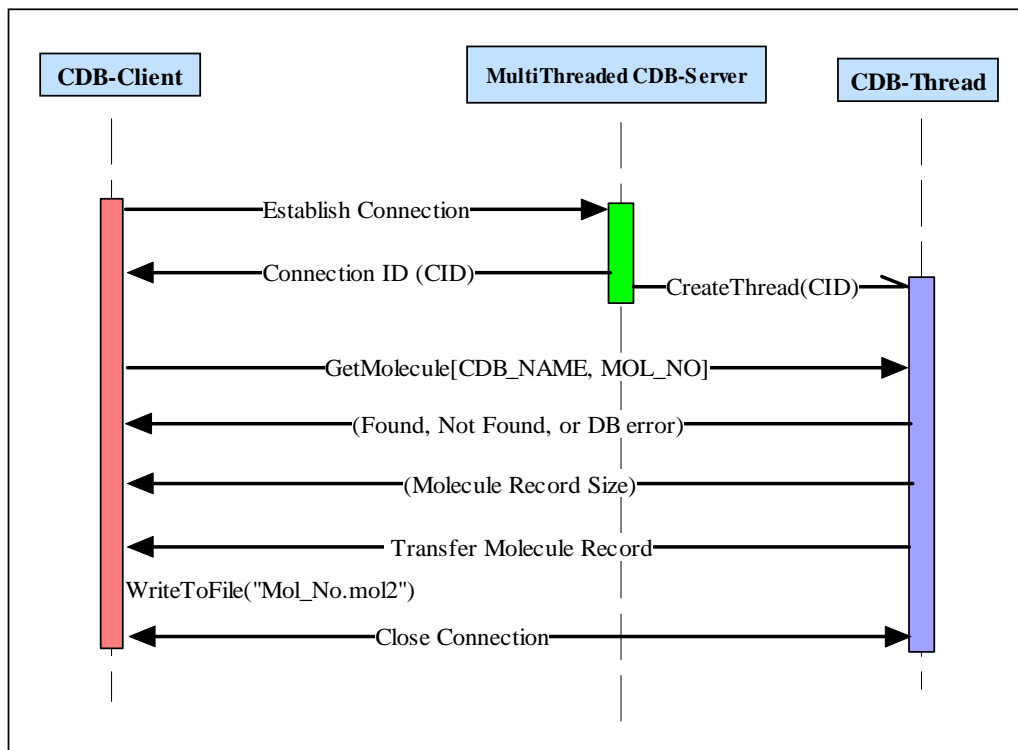 CDB-Client
MultiThreaded CDB-Server
CDB-Thread
Establish Connection
Connection ID (CID)
CreateThread(CID)
GetMolecule[CDB_NAME, MOL_NO]
(Found, Not Found, or DB error)
(Molecule Record Size)
Transfer Molecule Record
WriteToFile("Mol_No.mol2")
Close Connection